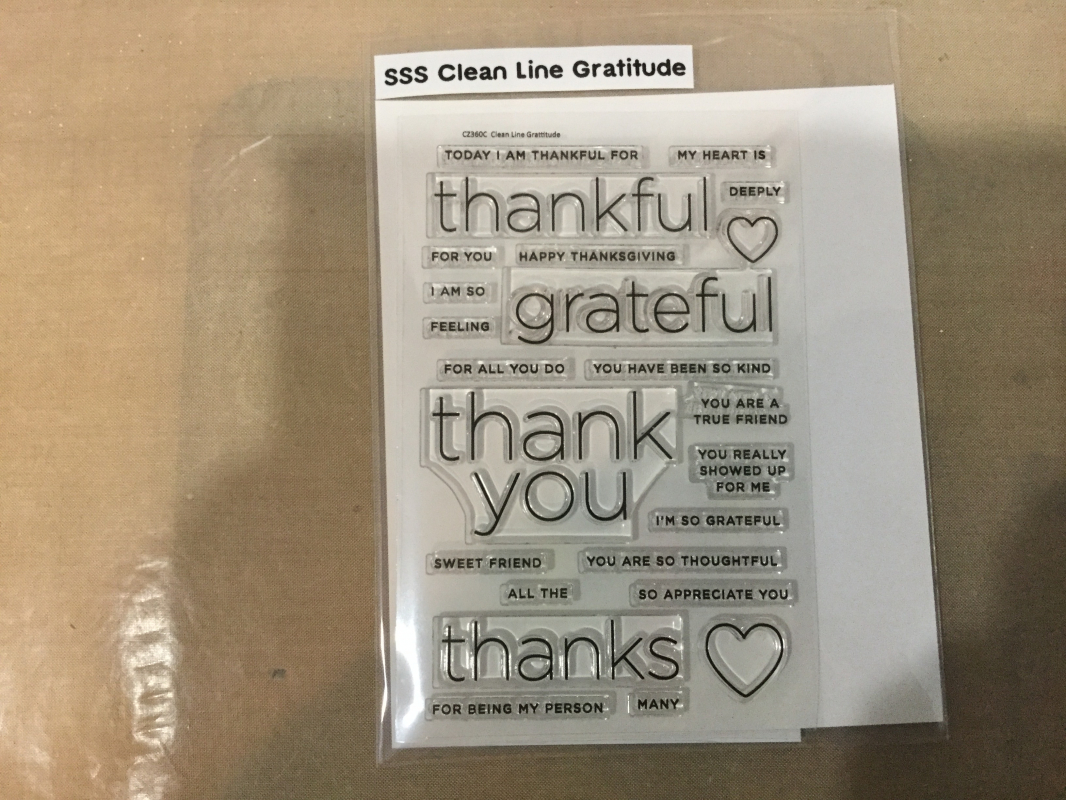 SSS Clean Line Gratitude
CZ360C Clean Line Grattitude
TODAY I AM THANKFUL FOR
MY HEART IS
thankful
DEEPLY
FOR YOU
HAPPY THANKSGIVING
I AM SO
grateful
FEELING
FOR ALL YOU DO
YOU HAVE BEEN SO KIND
thank
you
YOU ARE A
TRUE FRIEND
YOU REALLY
SHOWED UP
FOR ME
I'M SO GRATEFUL
SWEET FRIEND
YOU ARE SO THOUGHTFUL
ALL THE
SO APPRECIATE YOU
thanks
FOR BEING MY PERSON
MANY